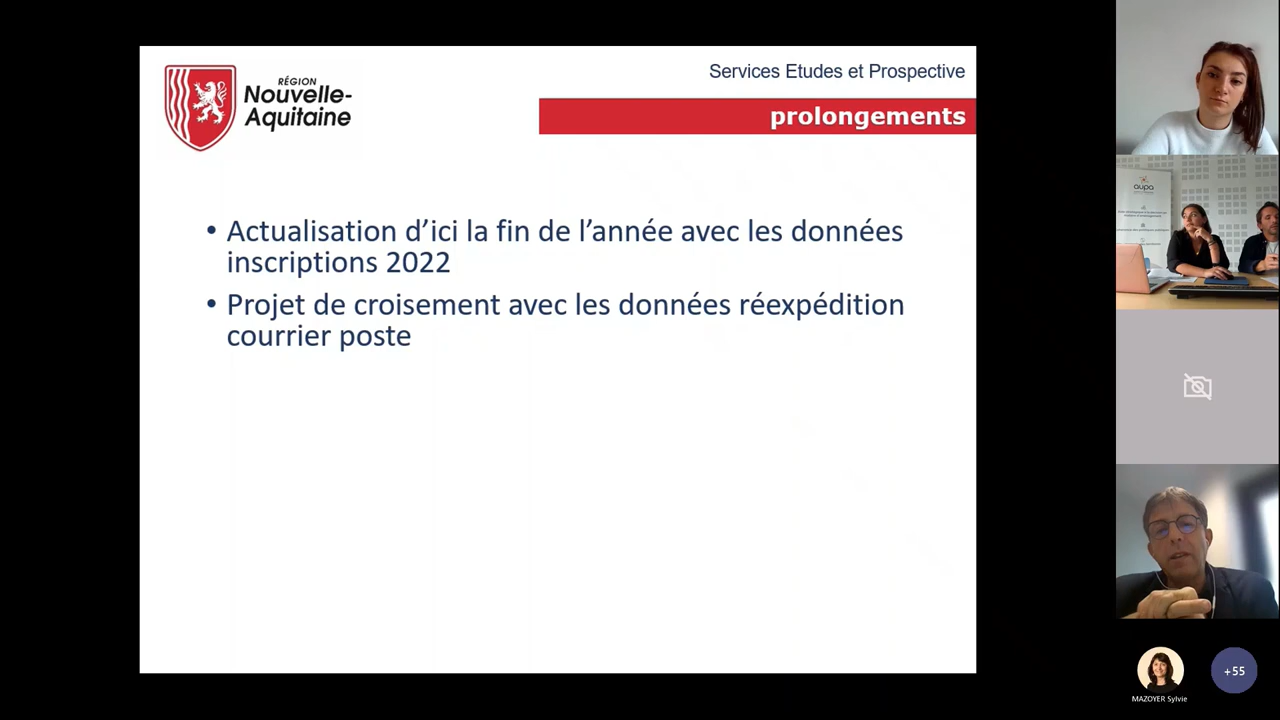 Services Etudes et Prospective
RÉGION
Nouvelle-
Aquitaine
prolongements
• Actualisation d’ici la fin de l’année avec les données
inscriptions 2022
• Projet de croisement avec les données réexpédition
courrier poste
aupa
MAZOYER Sylvie
+55